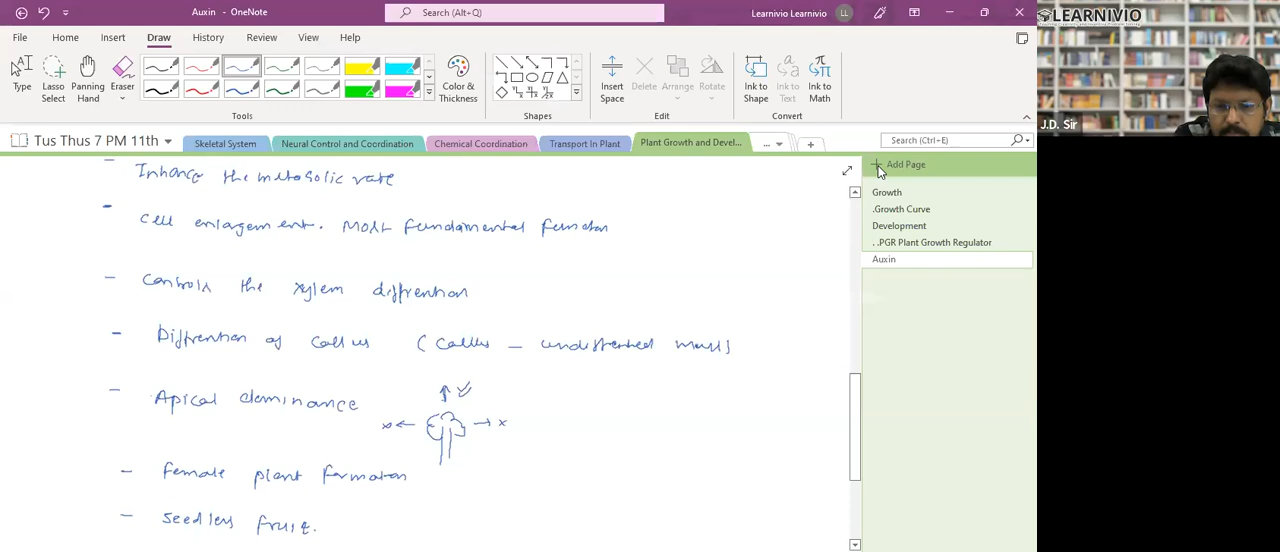 Auxin - OneNote
Search (Alt+Q)
Learnivio Learnivio
LL
File Home Insert Draw History Review View Help
Type
Lasso Select
Panning Hand
Eraser
Color & Thickness
Insert Space
Delete
Arrange
Rotate
Ink to Shape
Ink to Text
Ink to Math
Tools
Shapes
Edit
Convert
Tus Thus 7 PM 11th
Skeletal System
Neural Control and Coordination
Chemical Coordination
Transport In Plant
Plant Growth and Devel...
...
Search (Ctrl+E)
Add Page
Growth
.Growth Curve
Development
. .PGR Plant Growth Regulator
Auxin
LEARNIVIO
J.D. Sir
- Inhance the metabolic rate
- Cell enlargement. Most fundamental function
- Controls the xylem diffrention
- Diffrention of callus (callus - undiffrented mass)
- Apical dominance
x ← → x
- Female plant formation
- Seedless fruit.